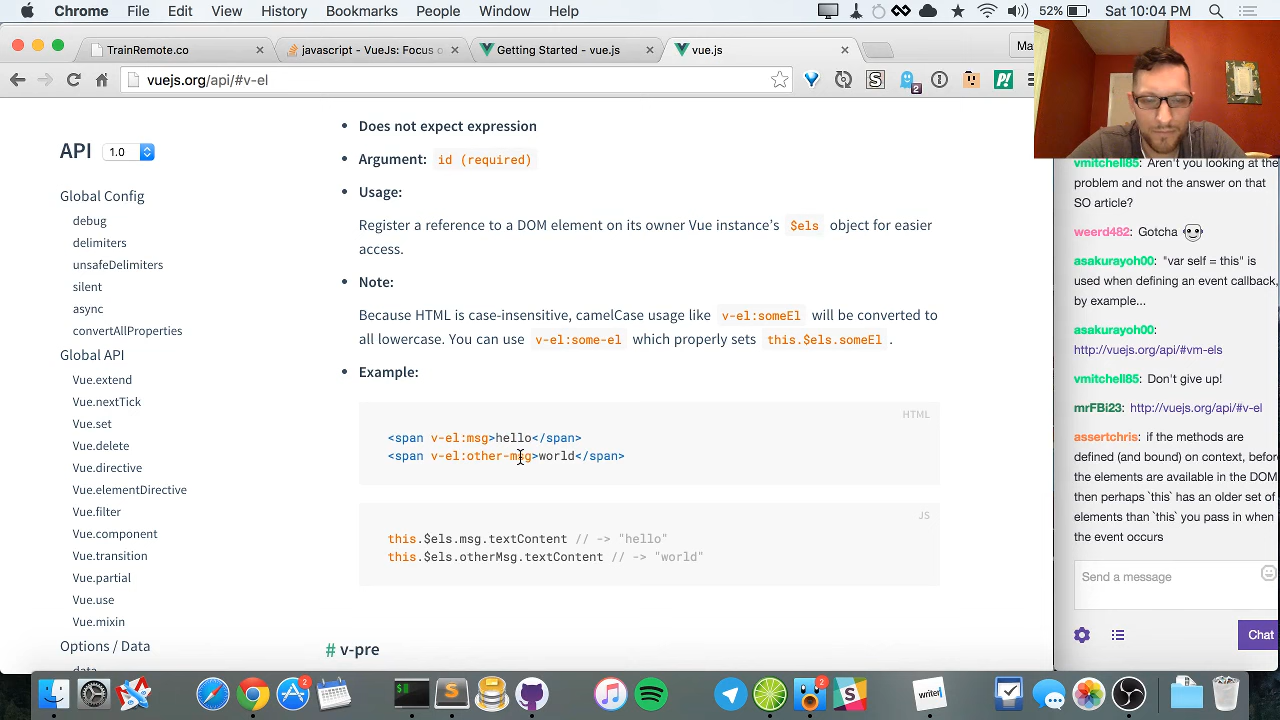 Chrome File Edit View History Bookmarks People Window Help
52% Sat 10:04 PM
TrainRemote.co
javascript - VueJs: Focus
Getting Started - vue.js
vue.js
vuejs.org/api/#v-el
2
API 1.0
Global Config
debug
delimiters
unsafeDelimiters
silent
async
convertAllProperties
Global API
Vue.extend
Vue.nextTick
Vue.set
Vue.delete
Vue.directive
Vue.elementDirective
Vue.filter
Vue.component
Vue.transition
Vue.partial
Vue.use
Vue.mixin
Options / Data
data
Does not expect expression
Argument: id (required)
Usage:
Register a reference to a DOM element on its owner Vue instance's $els object for easier
access.
Note:
Because HTML is case-insensitive, camelCase usage like v-el:someEl will be converted to
all lowercase. You can use v-el:some-el which properly sets this.$els.someEl .
Example:
HTML
<span v-el:msg>hello</span>
<span v-el:other-msg>world</span>
JS
this.$els.msg.textContent // -> "hello"
this.$els.otherMsg.textContent // -> "world"
# v-pre
vmitchell85: Aren't you looking at the
problem and not the answer on that
SO article?
weerd482: Gotcha
asakurayoh00: "var self = this" is
used when defining an event callback,
by example...
asakurayoh00:
http://vuejs.org/api/#vm-els
vmitchell85: Don't give up!
mrFBi23: http://vuejs.org/api/#v-el
assertchris: if the methods are
defined (and bound) on context, before
the elements are available in the DOM
then perhaps `this` has an older set of
elements than `this` you pass in when
the event occurs
Send a message
Chat
2
writer
2